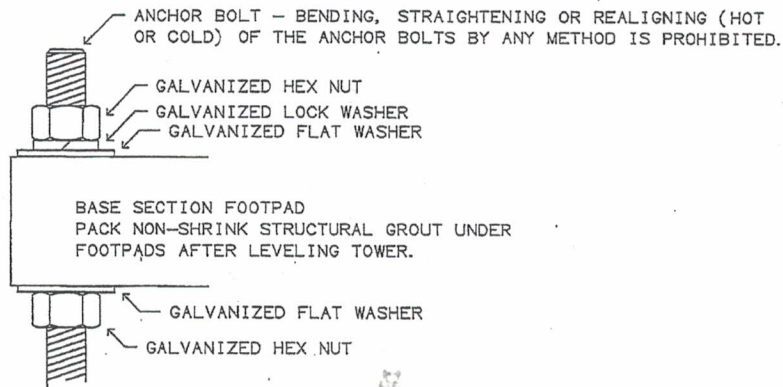 ANCHOR BOLT – BENDING, STRAIGHTENING OR REALIGNING (HOT
OR COLD) OF THE ANCHOR BOLTS BY ANY METHOD IS PROHIBITED.
GALVANIZED HEX NUT
GALVANIZED LOCK WASHER
GALVANIZED FLAT WASHER
BASE SECTION FOOTPAD
PACK NON-SHRINK STRUCTURAL GROUT UNDER
FOOTPADS AFTER LEVELING TOWER.
GALVANIZED FLAT WASHER
GALVANIZED HEX NUT